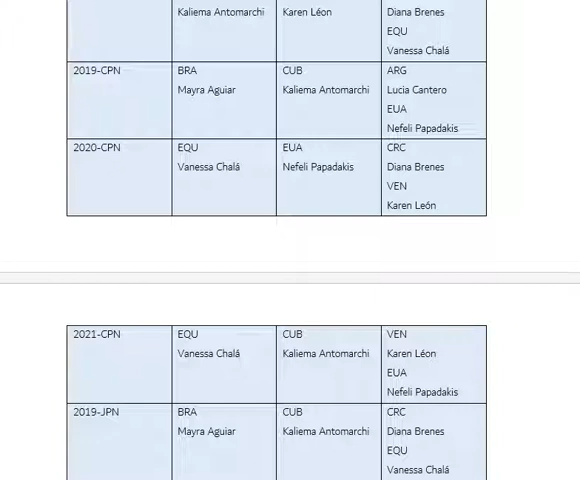 Kaliema Antomarchi Karen Léon Diana Brenes
EQU
Vanessa Chalá
2019-CPN BRA CUB ARG
Mayra Aguiar Kaliema Antomarchi Lucia Cantero
EUA
Nefeli Papadakis
2020-CPN EQU EUA CRC
Vanessa Chalá Nefeli Papadakis Diana Brenes
VEN
Karen León
2021-CPN EQU CUB VEN
Vanessa Chalá Kaliema Antomarchi Karen Léon
EUA
Nefeli Papadakis
2019-JPN BRA CUB CRC
Mayra Aguiar Kaliema Antomarchi Diana Brenes
EQU
Vanessa Chalá